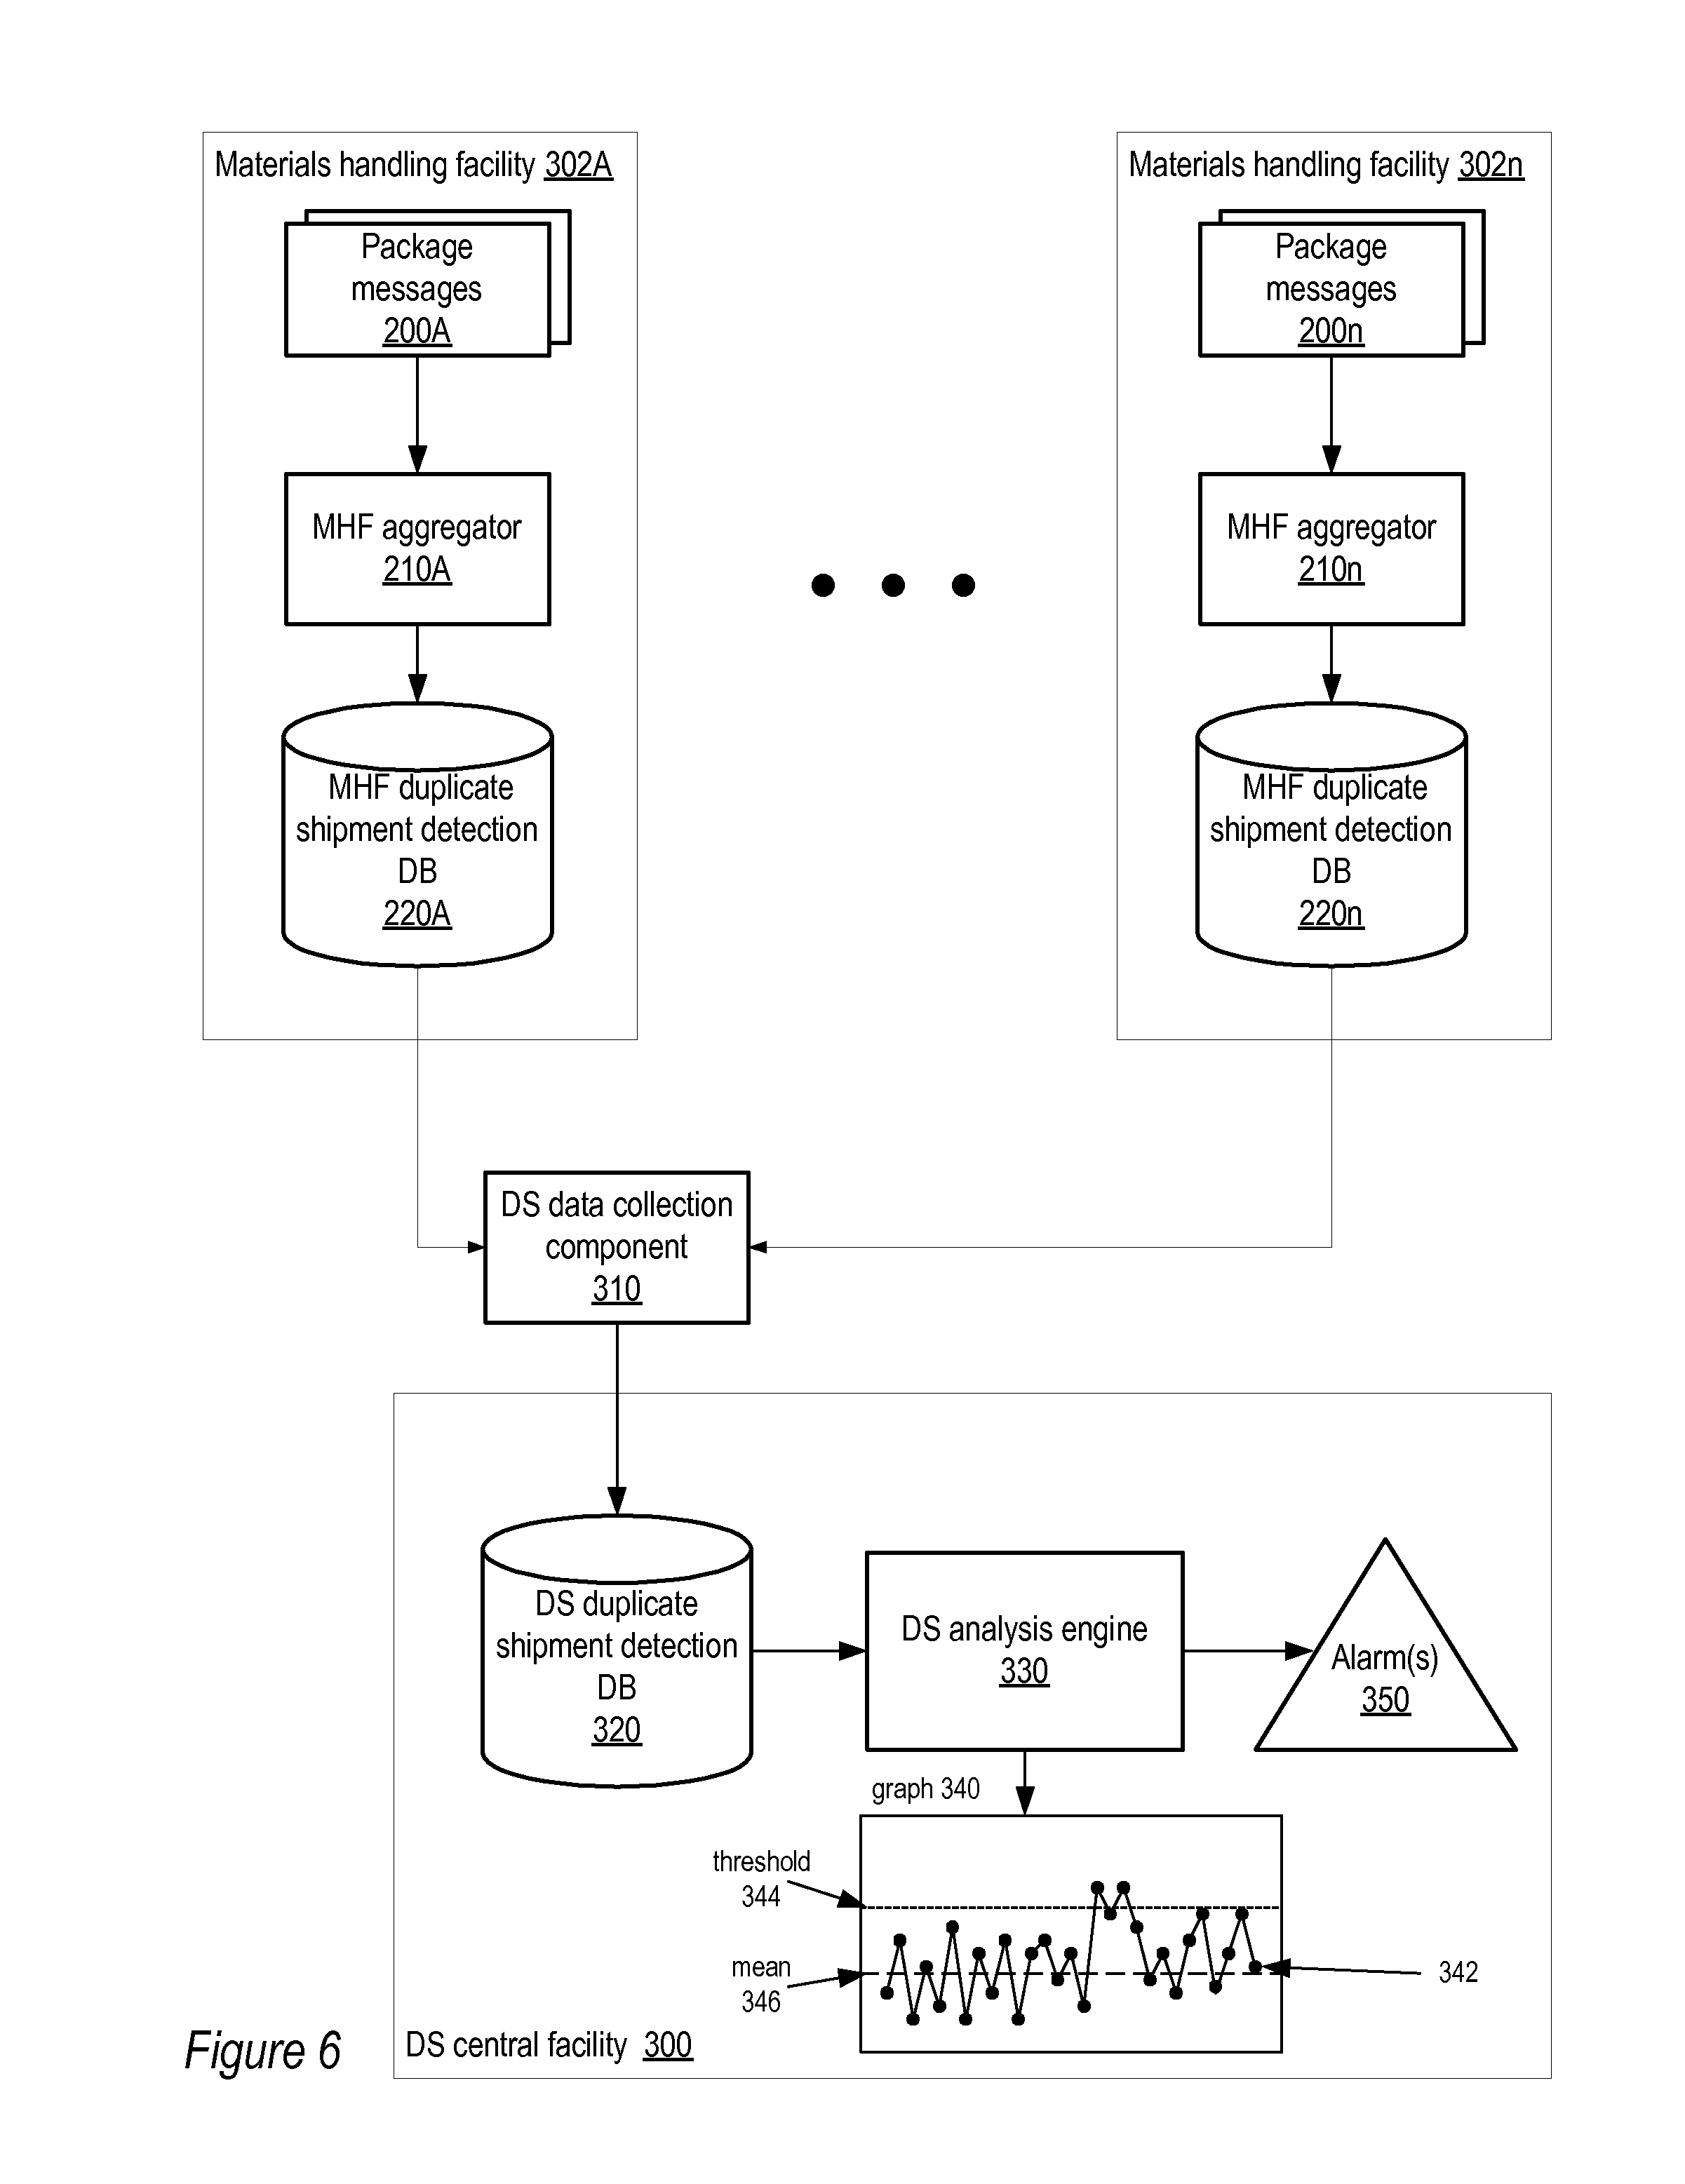 Materials handling facility 302A
Package
messages
200A
MHF aggregator
210A
MHF duplicate
shipment detection
DB
220A
Materials handling facility 302n
Package
messages
200n
MHF aggregator
210n
MHF duplicate
shipment detection
DB
220n
DS data collection
component
310
DS duplicate
shipment detection
DB
320
DS analysis engine
330
Alarm(s)
350
graph 340
threshold
344
mean
346
342
DS central facility 300
Figure 6